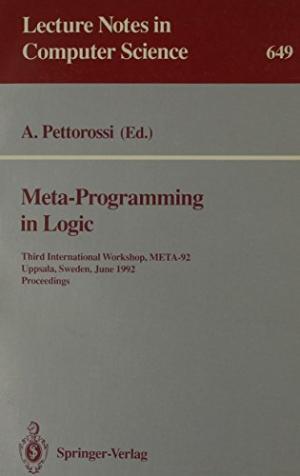 Lecture Notes in
Computer Science
649
A. Pettorossi (Ed.)
Meta-Programming
in Logic
Third International Workshop, META-92
Uppsala, Sweden, June 1992
Proceedings
Springer-Verlag